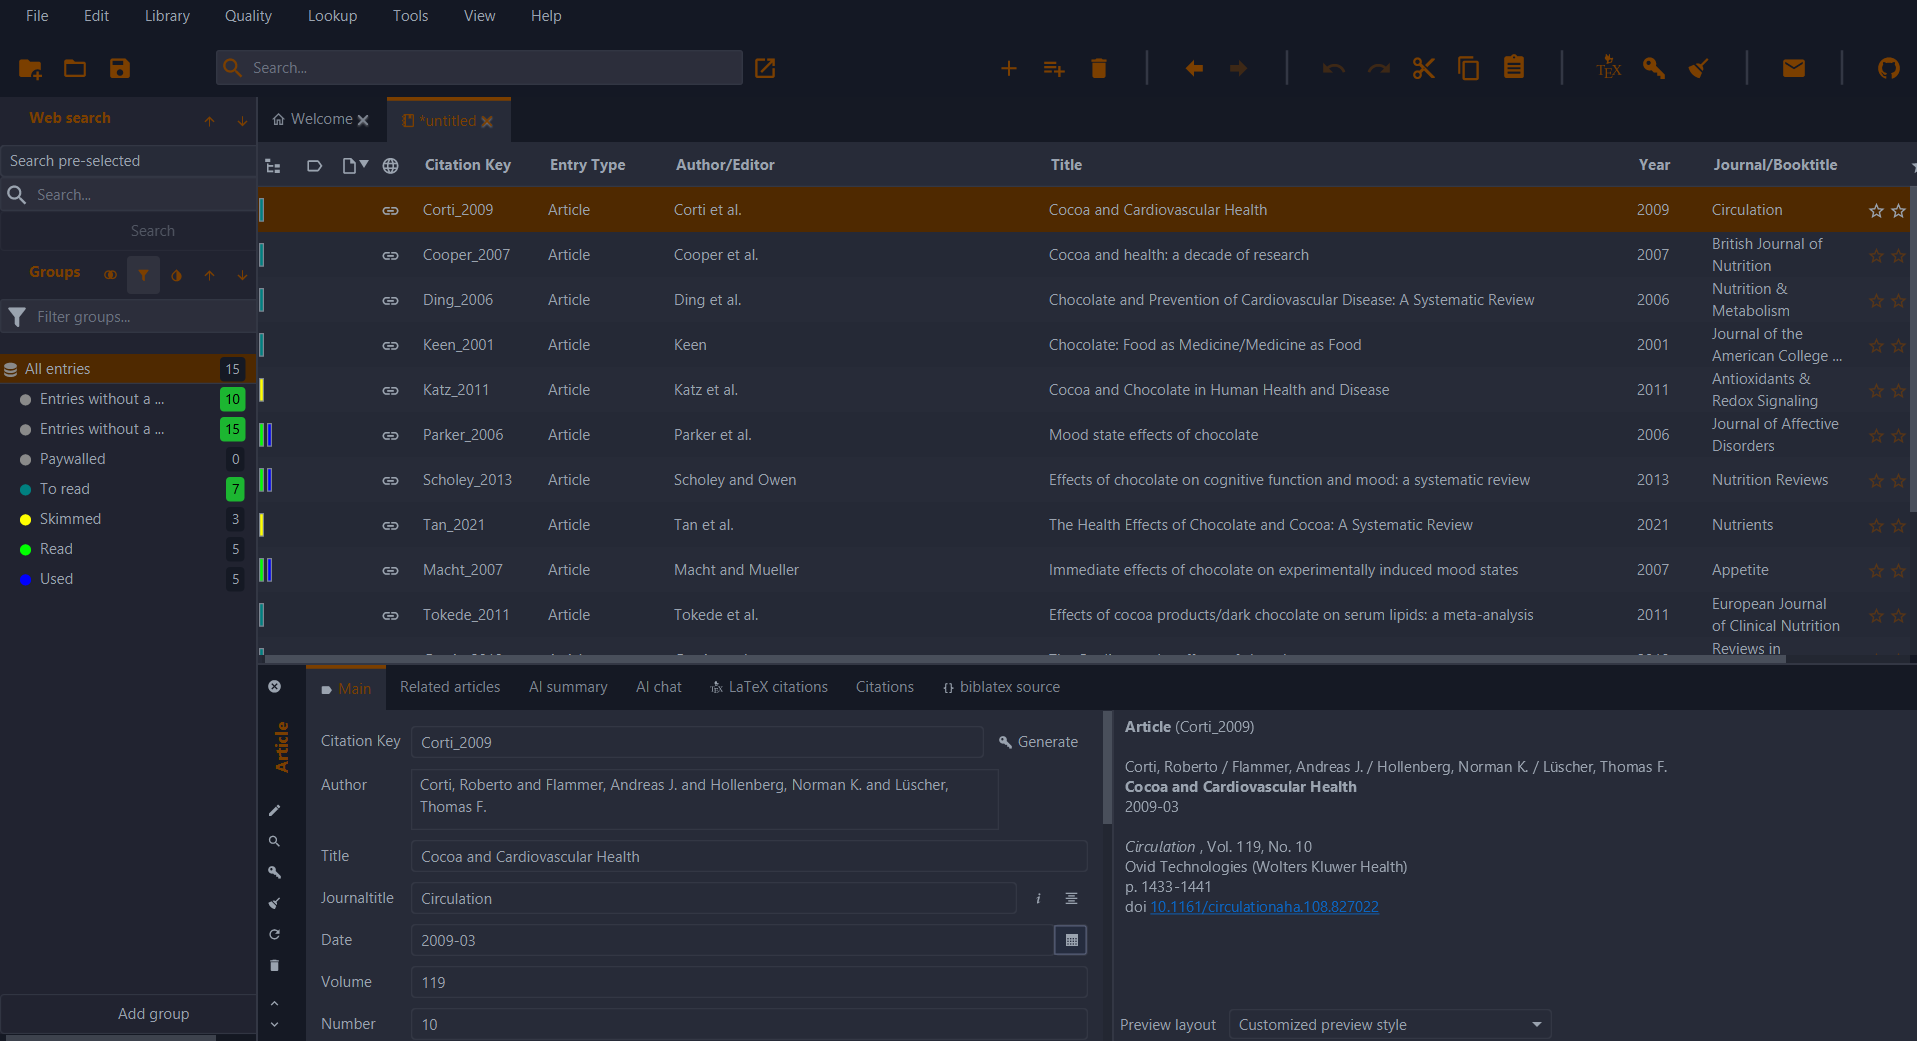 File Edit Library Quality Lookup Tools View Help
Search...
TEX
Web search
Search pre-selected
Search...
Search
Groups
Filter groups...
All entries 15
Entries without a ... 10
Entries without a ... 15
Paywalled 0
To read 7
Skimmed 3
Read 5
Used 5
Add group
Welcome *untitled
Citation Key Entry Type Author/Editor Title Year Journal/Booktitle
Corti_2009 Article Corti et al. Cocoa and Cardiovascular Health 2009 Circulation
Cooper_2007 Article Cooper et al. Cocoa and health: a decade of research 2007 British Journal of
Nutrition
Ding_2006 Article Ding et al. Chocolate and Prevention of Cardiovascular Disease: A Systematic Review 2006 Nutrition &
Metabolism
Keen_2001 Article Keen Chocolate: Food as Medicine/Medicine as Food 2001 Journal of the
American College ...
Katz_2011 Article Katz et al. Cocoa and Chocolate in Human Health and Disease 2011 Antioxidants &
Redox Signaling
Parker_2006 Article Parker et al. Mood state effects of chocolate 2006 Journal of Affective
Disorders
Scholey_2013 Article Scholey and Owen Effects of chocolate on cognitive function and mood: a systematic review 2013 Nutrition Reviews
Tan_2021 Article Tan et al. The Health Effects of Chocolate and Cocoa: A Systematic Review 2021 Nutrients
Macht_2007 Article Macht and Mueller Immediate effects of chocolate on experimentally induced mood states 2007 Appetite
Tokede_2011 Article Tokede et al. Effects of cocoa products/dark chocolate on serum lipids: a meta-analysis 2011 European Journal
of Clinical Nutrition
Reviews in
Main Related articles AI summary AI chat LaTeX citations Citations {} biblatex source
Article
Citation Key Corti_2009 Generate
Author Corti, Roberto and Flammer, Andreas J. and Hollenberg, Norman K. and Lüscher,
Thomas F.
Title Cocoa and Cardiovascular Health
Journaltitle Circulation i
Date 2009-03
Volume 119
Number 10
Article (Corti_2009)
Corti, Roberto / Flammer, Andreas J. / Hollenberg, Norman K. / Lüscher, Thomas F.
Cocoa and Cardiovascular Health
2009-03
Circulation , Vol. 119, No. 10
Ovid Technologies (Wolters Kluwer Health)
p. 1433-1441
doi 10.1161/circulationaha.108.827022
Preview layout Customized preview style